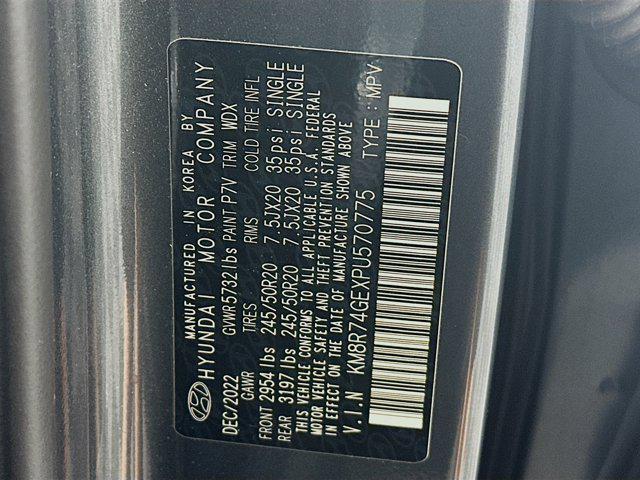 MANUFACTURED IN KOREA BY
HYUNDAI MOTOR COMPANY
DEC/2022 GVWR5732lbs PAINT P7V TRIM WDX
GAWR TIRES RIMS COLD TIRE INFL
FRONT 2954 lbs 245/50R20 7.5JX20 35psi SINGLE
REAR 3197 lbs 245/50R20 7.5JX20 35psi SINGLE
THIS VEHICLE CONFORMS TO ALL APPLICABLE U.S.A. FEDERAL
MOTOR VEHICLE SAFETY AND THEFT PREVENTION STANDARDS
IN EFFECT ON THE DATE OF MANUFACTURE SHOWN ABOVE
V.I.N KM8R74GEXPU570775 TYPE : MPV